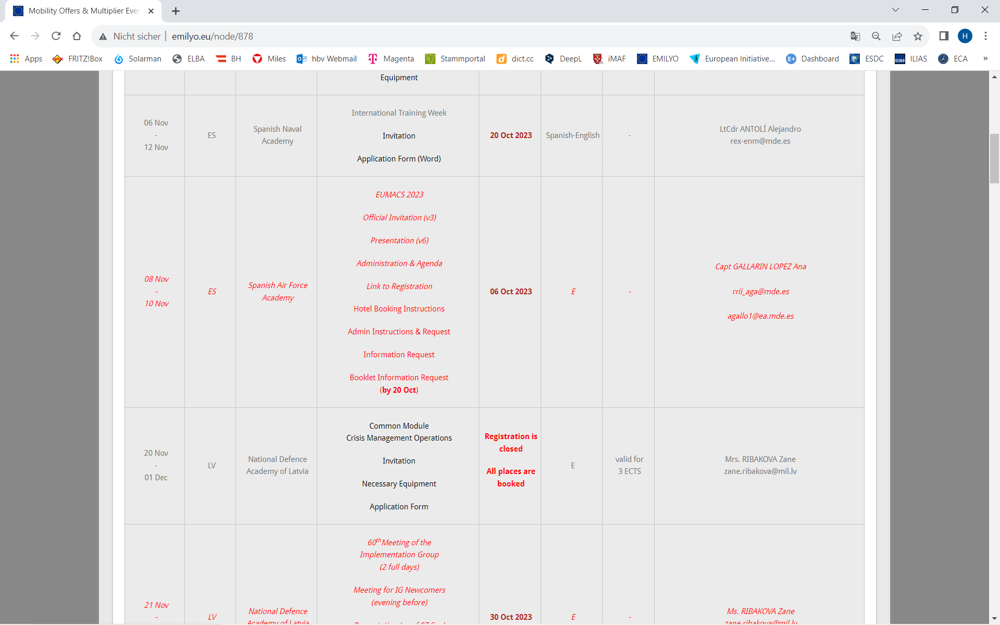 Mobility Offers & Multiplier Ever
Nicht sicher | emilyo.eu/node/878
H
Apps FRITZ!Box Solarman ELBA BH Miles hbv Webmail Magenta Stammportal dict.cc DeepL iMAF EMILYO European Initiative... Dashboard ESDC ILIAS ECA »
Equipment
06 Nov
-
12 Nov
ES
Spanish Naval
Academy
International Training Week
Invitation
Application Form (Word)
20 Oct 2023
Spanish-English
-
LtCdr ANTOLÍ Alejandro
rex-enm@mde.es
08 Nov
-
10 Nov
ES
Spanish Air Force
Academy
EUMACS 2023
Official Invitation (v3)
Presentation (v6)
Administration & Agenda
Link to Registration
Hotel Booking Instructions
Admin Instructions & Request
Information Request
Booklet Information Request
(by 20 Oct)
06 Oct 2023
E
-
Capt GALLARIN LOPEZ Ana
rrii_aga@mde.es
agallo1@ea.mde.es
20 Nov
-
01 Dec
LV
National Defence
Academy of Latvia
Common Module
Crisis Management Operations
Invitation
Necessary Equipment
Application Form
Registration is
closed
All places are
booked
E
valid for
3 ECTS
Mrs. RIBAKOVA Zane
zane.ribakova@mil.lv
21 Nov
-
LV
National Defence
Academy of Latvia
60th Meeting of the
Implementation Group
(2 full days)
Meeting for IG Newcomers
(evening before)
30 Oct 2023
E
-
Ms. RIBAKOVA Zane
zane.ribakova@mil.lv